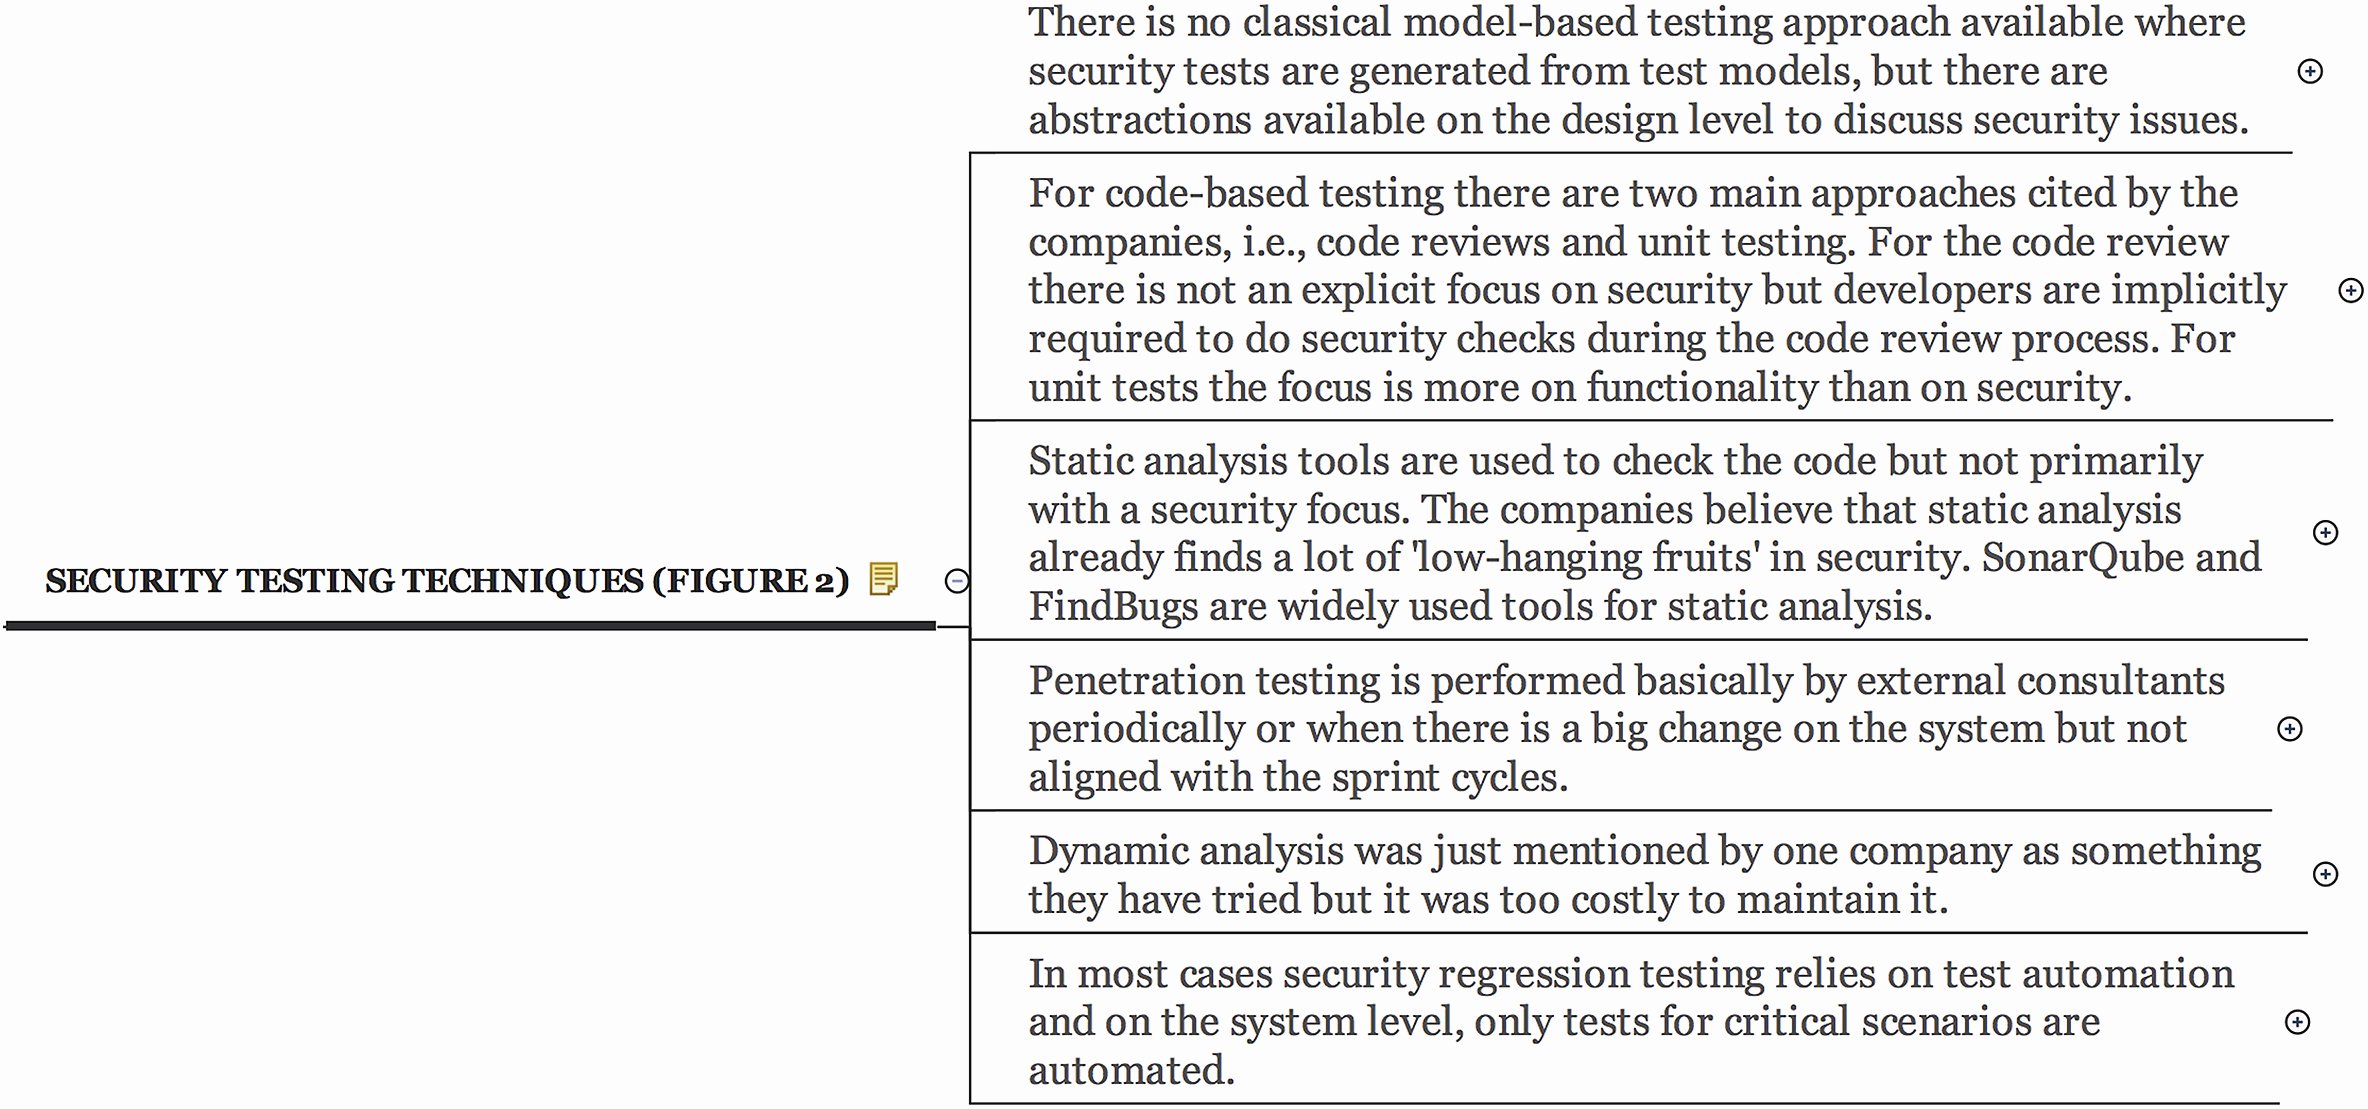 There is no classical model-based testing approach available where
security tests are generated from test models, but there are
abstractions available on the design level to discuss security issues.
For code-based testing there are two main approaches cited by the
companies, i.e., code reviews and unit testing. For the code review
there is not an explicit focus on security but developers are implicitly
required to do security checks during the code review process. For
unit tests the focus is more on functionality than on security.
Static analysis tools are used to check the code but not primarily
with a security focus. The companies believe that static analysis
already finds a lot of 'low-hanging fruits' in security. SonarQube and
FindBugs are widely used tools for static analysis.
SECURITY TESTING TECHNIQUES (FIGURE 2)
Penetration testing is performed basically by external consultants
periodically or when there is a big change on the system but not
aligned with the sprint cycles.
Dynamic analysis was just mentioned by one company as something
they have tried but it was too costly to maintain it.
In most cases security regression testing relies on test automation
and on the system level, only tests for critical scenarios are
automated.